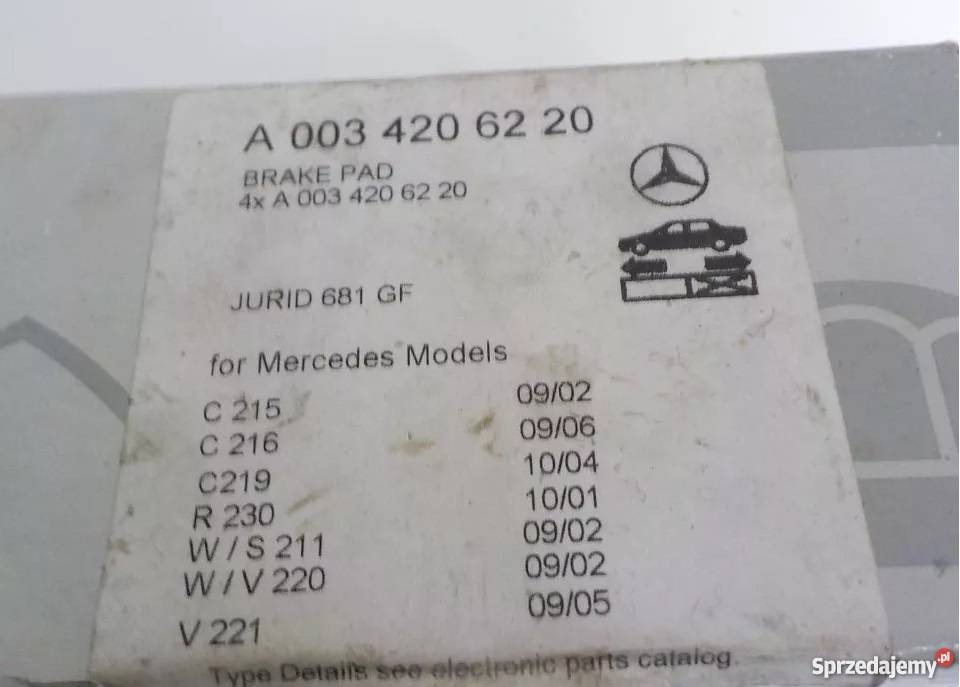 A 003 420 62 20
BRAKE PAD
4x A 003 420 62 20
JURID 681 GF
for Mercedes Models
C 215 09/02
C 216 09/06
C219 10/04
R 230 10/01
W / S 211 09/02
W / V 220 09/02
V 221 09/05
Type Details see electronic parts catalog.
Sprzedajemy.pl